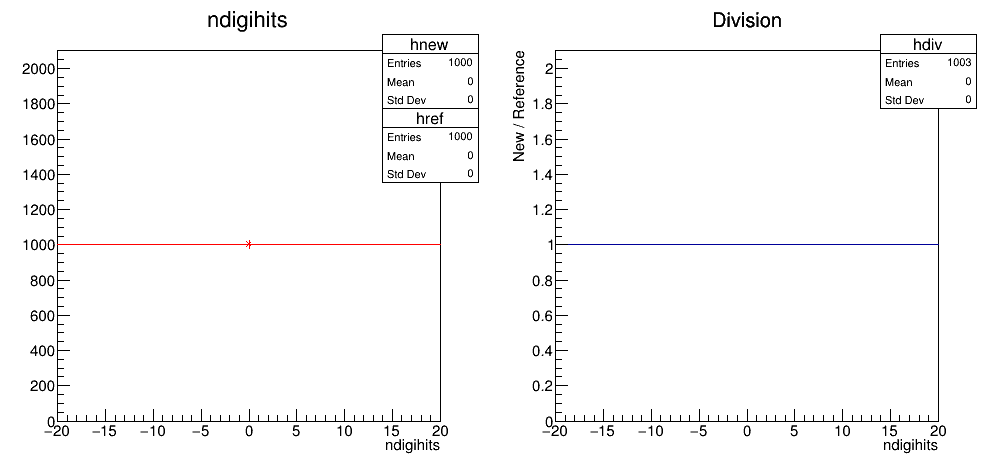 ndigihits
hnew
Entries 1000
Mean 0
Std Dev 0
href
Entries 1000
Mean 0
Std Dev 0
2000
1800
1600
1400
1200
1000
800
600
400
200
0
−20 −15 −10 −5 0 5 10 15 20
ndigihits
Division
hdiv
Entries 1003
Mean 0
Std Dev 0
New / Reference
2
1.8
1.6
1.4
1.2
1
0.8
0.6
0.4
0.2
0
−20 −15 −10 −5 0 5 10 15 20
ndigihits